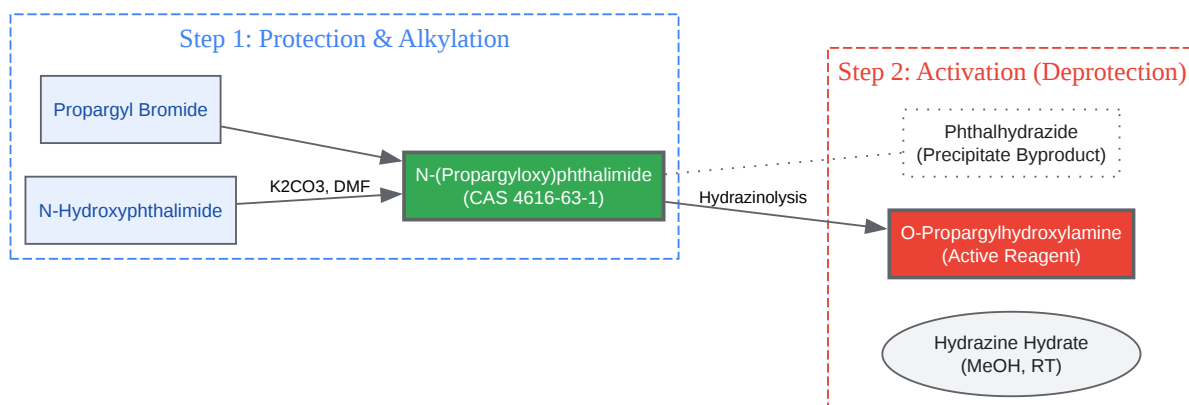 Step 1: Protection & Alkylation
Propargyl Bromide
N-Hydroxyphthalimide
K2CO3, DMF
N-(Propargyloxy)phthalimide
(CAS 4616-63-1)
Hydrazinolysis
Step 2: Activation (Deprotection)
Phthalhydrazide
(Precipitate Byproduct)
O-Propargylhydroxylamine
(Active Reagent)
Hydrazine Hydrate
(MeOH, RT)